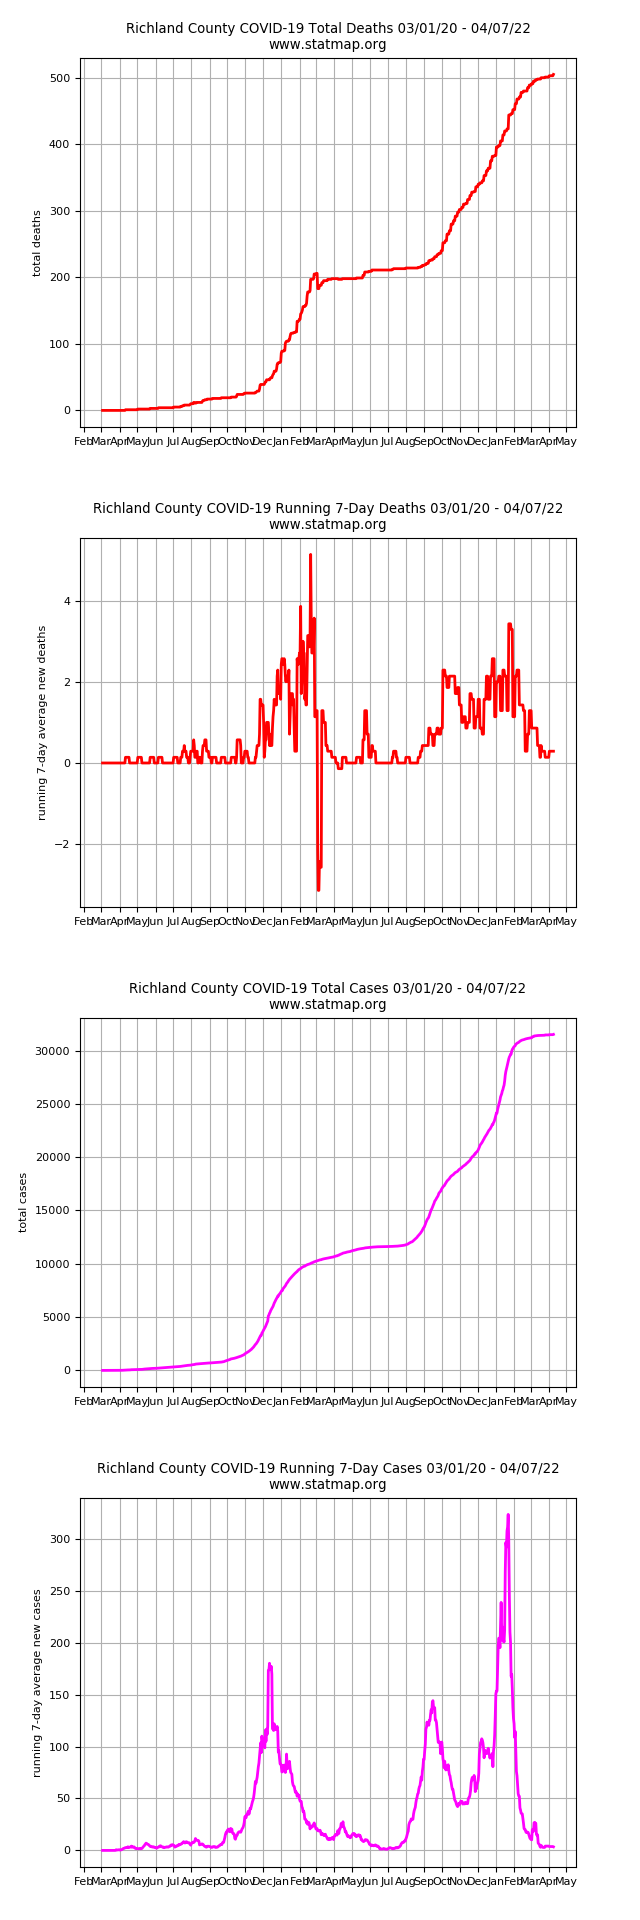 Richland County COVID-19 Total Deaths 03/01/20 - 04/07/22
www.statmap.org
500
400
300
200
100
0
total deaths
Feb Mar Apr May Jun Jul Aug Sep Oct Nov Dec Jan Feb Mar Apr May Jun Jul Aug Sep Oct Nov Dec Jan Feb Mar Apr May
Richland County COVID-19 Running 7-Day Deaths 03/01/20 - 04/07/22
www.statmap.org
4
2
0
−2
running 7-day average new deaths
Feb Mar Apr May Jun Jul Aug Sep Oct Nov Dec Jan Feb Mar Apr May Jun Jul Aug Sep Oct Nov Dec Jan Feb Mar Apr May
Richland County COVID-19 Total Cases 03/01/20 - 04/07/22
www.statmap.org
30000
25000
20000
15000
10000
5000
0
total cases
Feb Mar Apr May Jun Jul Aug Sep Oct Nov Dec Jan Feb Mar Apr May Jun Jul Aug Sep Oct Nov Dec Jan Feb Mar Apr May
Richland County COVID-19 Running 7-Day Cases 03/01/20 - 04/07/22
www.statmap.org
300
250
200
150
100
50
0
running 7-day average new cases
Feb Mar Apr May Jun Jul Aug Sep Oct Nov Dec Jan Feb Mar Apr May Jun Jul Aug Sep Oct Nov Dec Jan Feb Mar Apr May